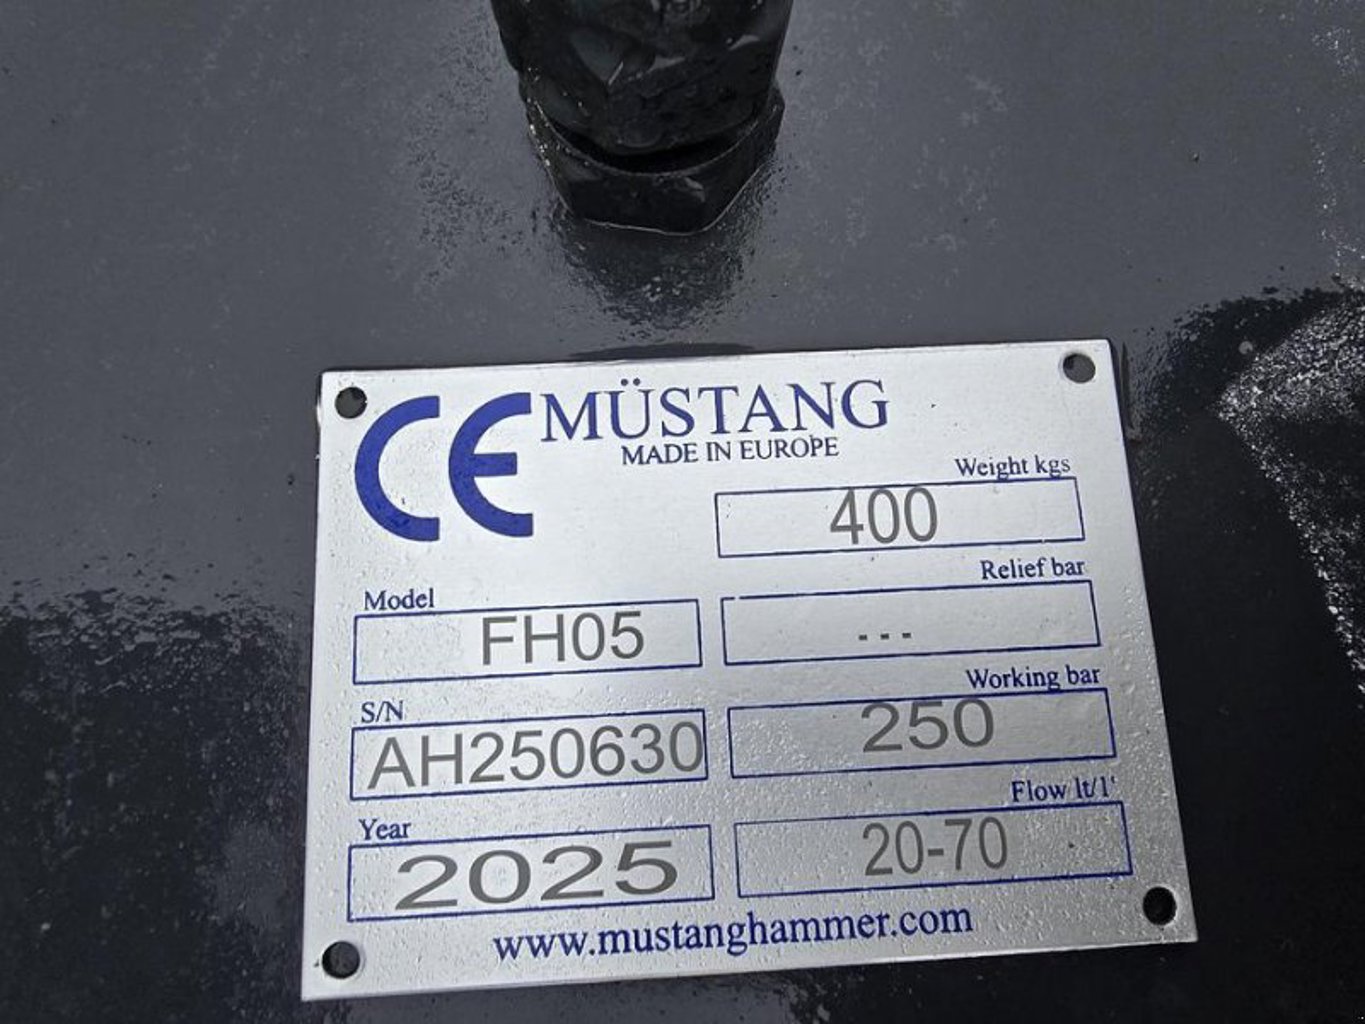 CE MÜSTANG
MADE IN EUROPE
Weight kgs
400
Model
FH05
Relief bar
...
S/N
AH250630
Working bar
250
Year
2025
Flow lt/1'
20-70
www.mustanghammer.com